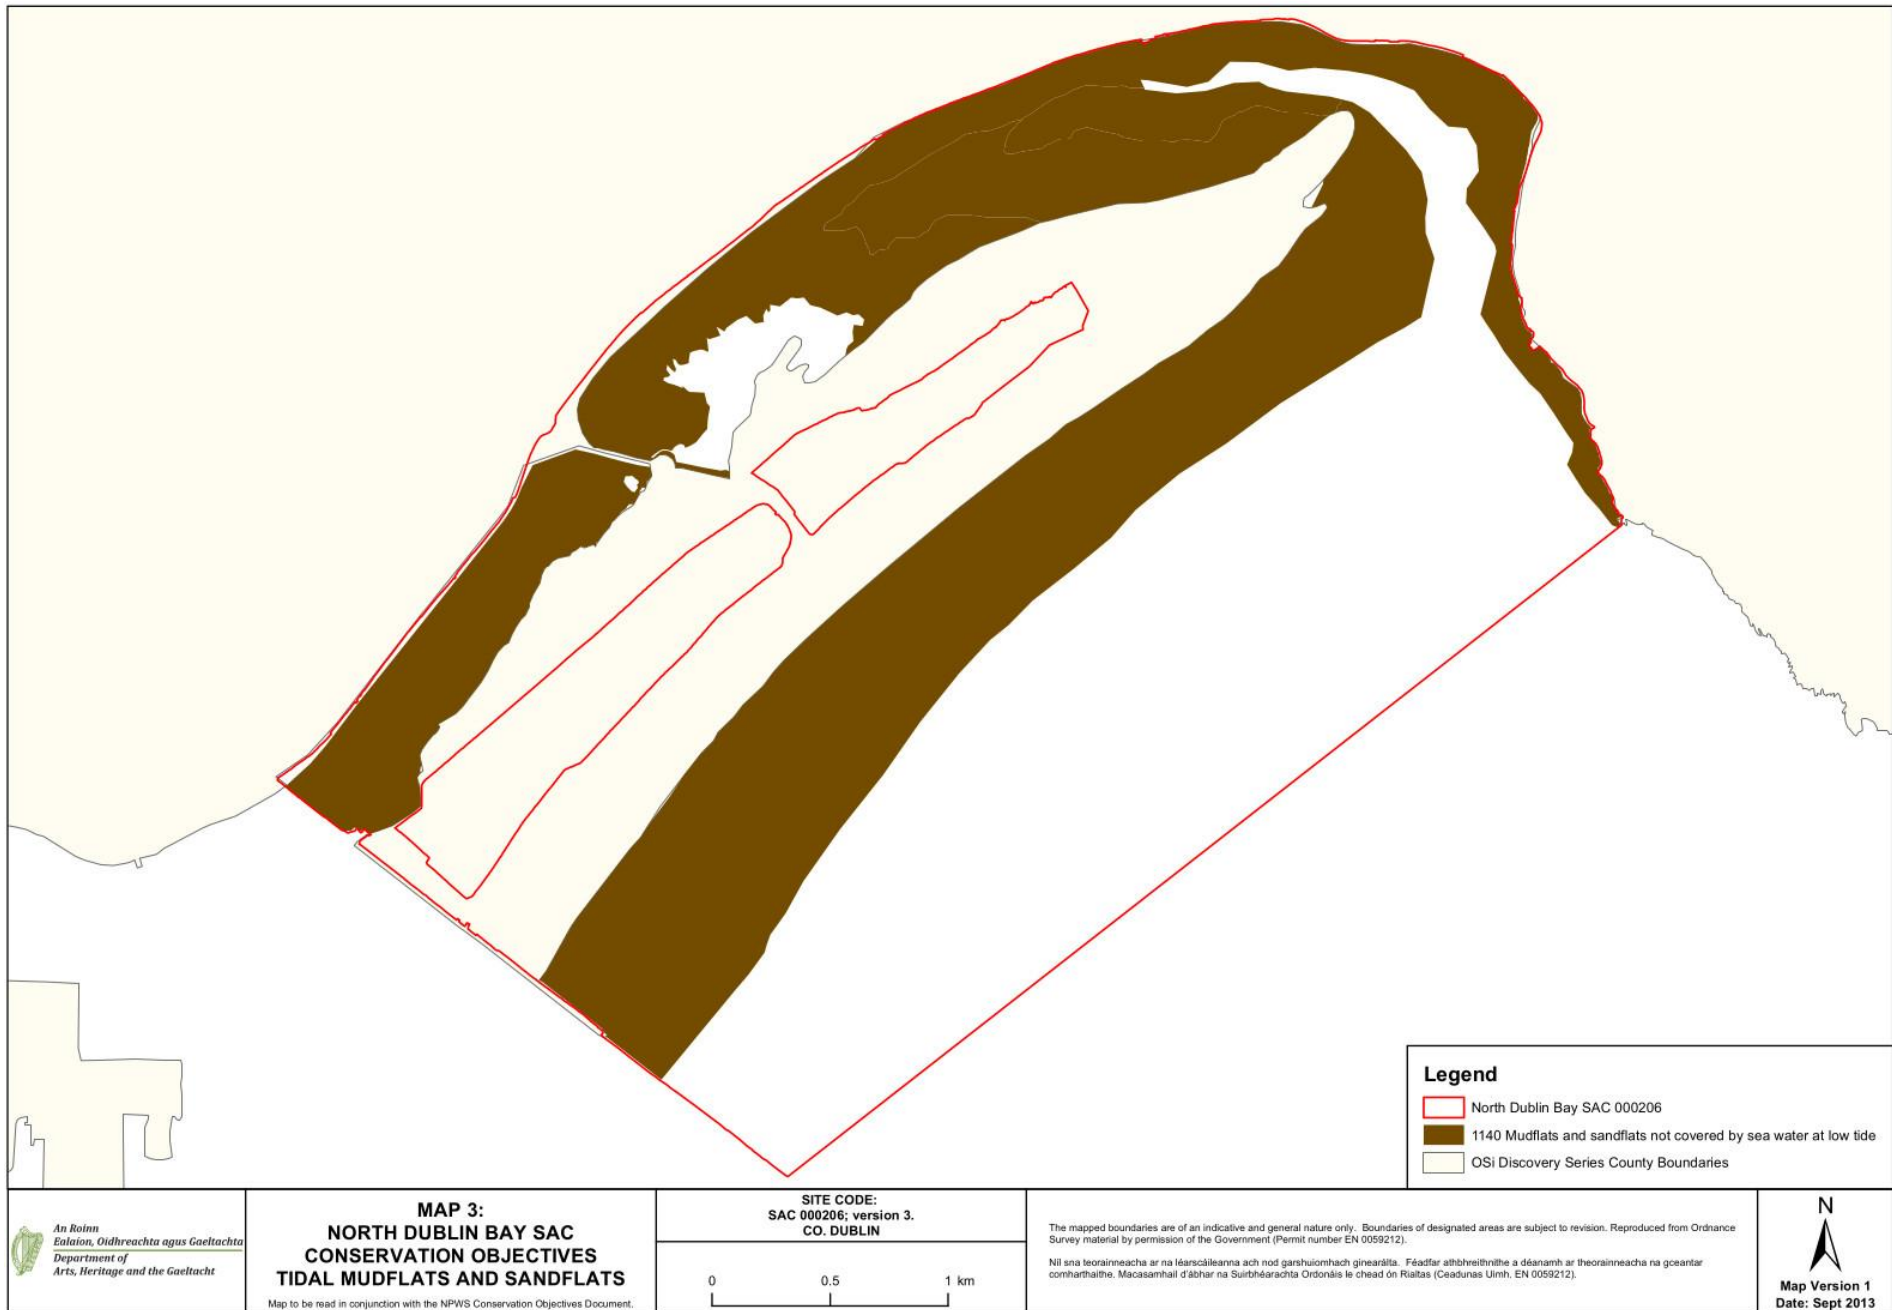 Legend
North Dublin Bay SAC 000206
1140 Mudflats and sandflats not covered by sea water at low tide
OSi Discovery Series County Boundaries
An Roinn
Ealaíon, Oidhreachta agus Gaeltachta
Department of
Arts, Heritage and the Gaeltacht
MAP 3:
NORTH DUBLIN BAY SAC
CONSERVATION OBJECTIVES
TIDAL MUDFLATS AND SANDFLATS
Map to be read in conjunction with the NPWS Conservation Objectives Document.
SITE CODE:
SAC 000206; version 3.
CO. DUBLIN
0 0.5 1 km
The mapped boundaries are of an indicative and general nature only. Boundaries of designated areas are subject to revision. Reproduced from Ordnance
Survey material by permission of the Government (Permit number EN 0059212).
Níl sna teorainneacha ar na léarscáileanna ach nod garshuíomhach ginearálta. Féadfar athbhreithnithe a déanamh ar theorainneacha na gceantar
comharthaithe. Macasamhail d'ábhar na Suirbhéarachta Ordonáis le chead ón Rialtas (Ceadunas Uimh. EN 0059212).
N
Map Version 1
Date: Sept 2013